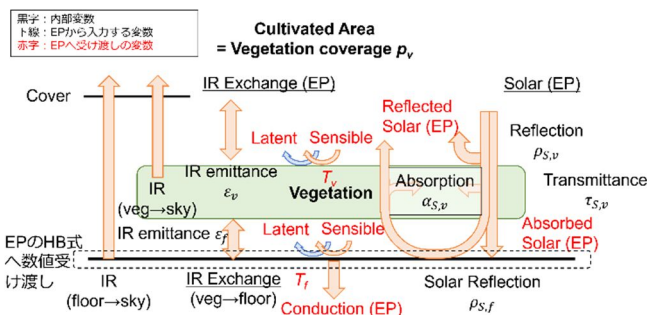 黒字：内部変数
下線：EPから入力する変数
赤字：EPへ受け渡しの変数
Cultivated Area
= Vegetation coverage pᵥ
Cover
IR Exchange (EP)
Reflected
Solar (EP)
Solar (EP)
Latent Sensible
Reflection
ρS,v
IR emittance
εv
Tv
Vegetation
Absorption
αS,v
Transmittance
τS,v
IR
(veg→sky)
IR emittance εf
Latent Sensible
Absorbed
Solar (EP)
EPのHB式
へ数値受
け渡し
IR
(floor→sky)
IR Exchange
(veg→floor)
Tf
Conduction (EP)
Solar Reflection
ρS,f